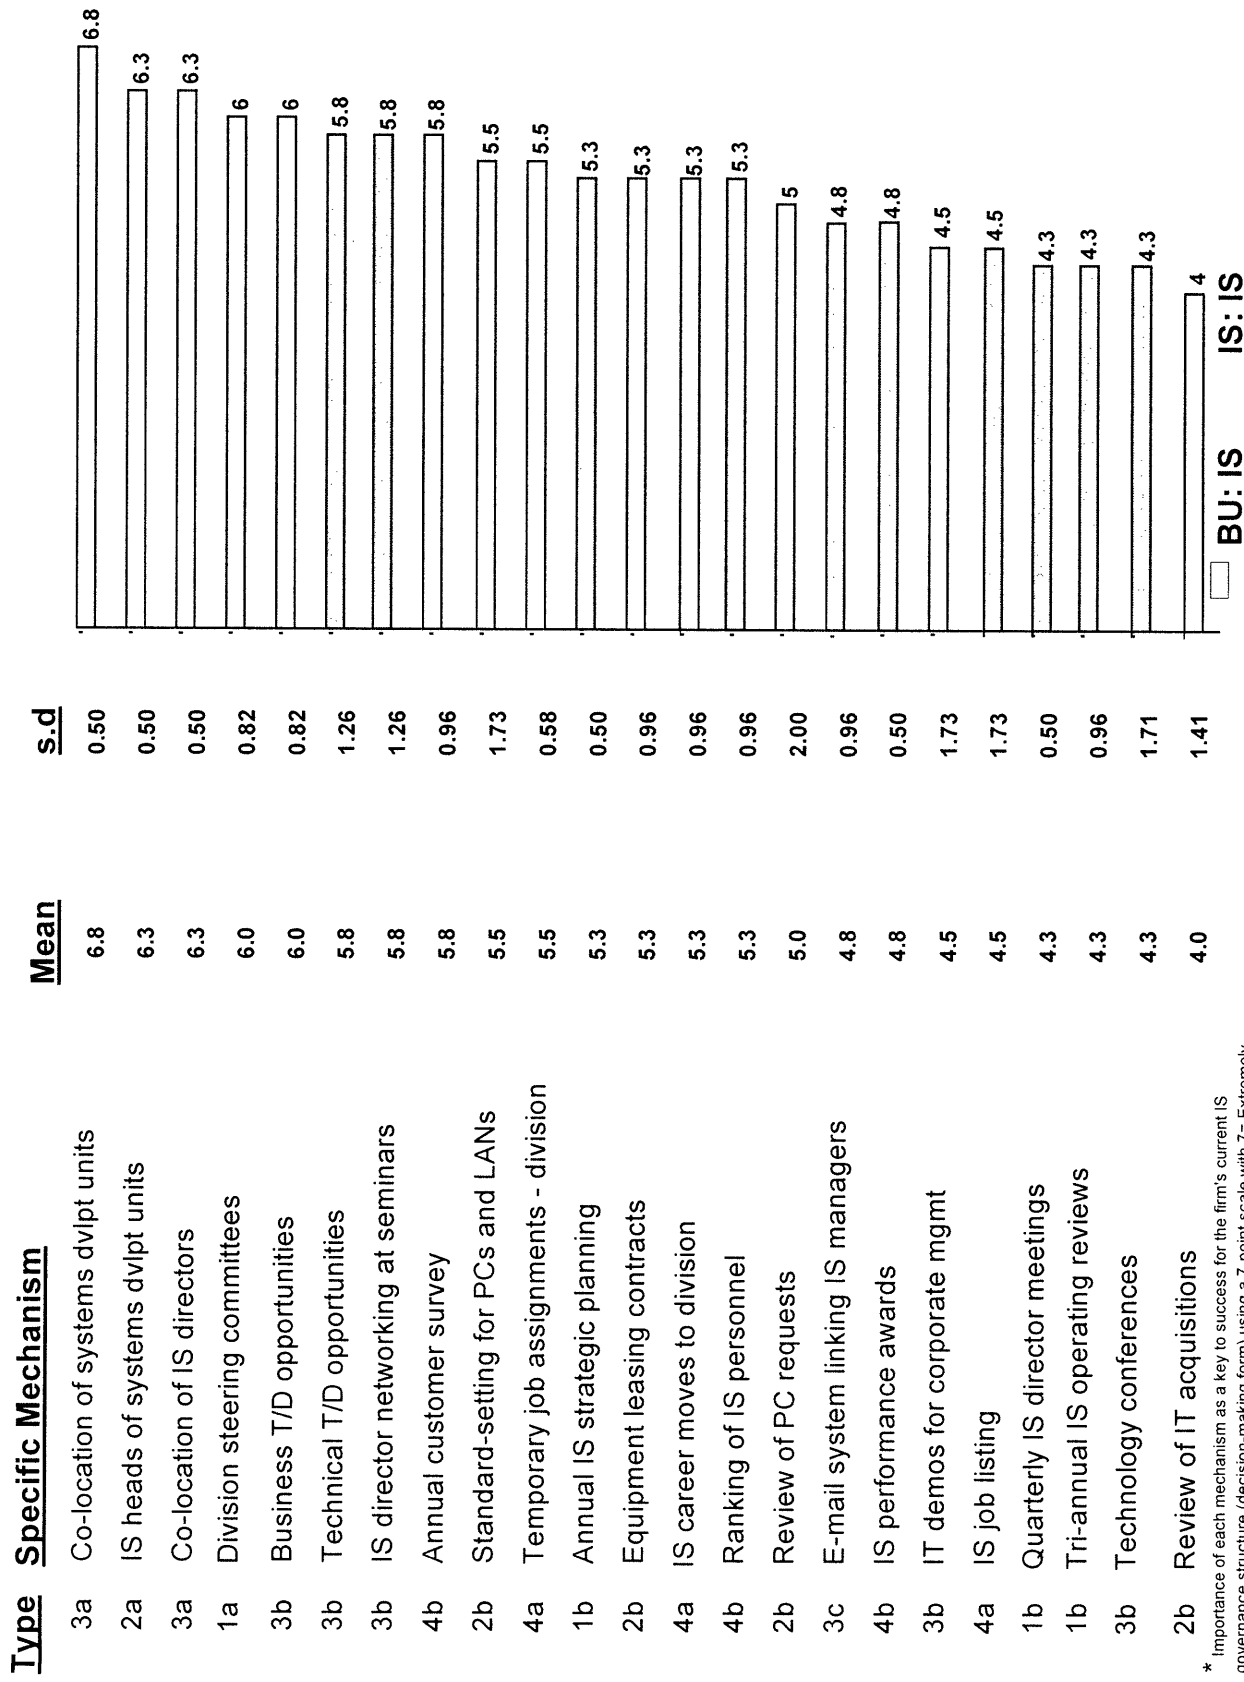 Type Specific Mechanism Mean s.d
3a Co-location of systems dvlpt units 6.8 0.50 6.8
2a IS heads of systems dvlpt units 6.3 0.50 6.3
3a Co-location of IS directors 6.3 0.50 6.3
1a Division steering committees 6.0 0.82 6
3b Business T/D opportunities 6.0 0.82 6
3b Technical T/D opportunities 5.8 1.26 5.8
3b IS director networking at seminars 5.8 1.26 5.8
4b Annual customer survey 5.8 0.96 5.8
2b Standard-setting for PCs and LANs 5.5 1.73 5.5
4a Temporary job assignments - division 5.5 0.58 5.5
1b Annual IS strategic planning 5.3 0.50 5.3
2b Equipment leasing contracts 5.3 0.96 5.3
4a IS career moves to division 5.3 0.96 5.3
4b Ranking of IS personnel 5.3 0.96 5.3
2b Review of PC requests 5.0 2.00 5
3c E-mail system linking IS managers 4.8 0.96 4.8
4b IS performance awards 4.8 0.50 4.8
3b IT demos for corporate mgmt 4.5 1.73 4.5
4a IS job listing 4.5 1.73 4.5
1b Quarterly IS director meetings 4.3 0.50 4.3
1b Tri-annual IS operating reviews 4.3 0.96 4.3
3b Technology conferences 4.3 1.71 4.3
2b Review of IT acquisitions 4.0 1.41 4
BU: IS IS: IS
* Importance of each mechanism as a key to success for the firm's current IS
governance structure (decision-making form) using a 7-point scale with 7= Extremely